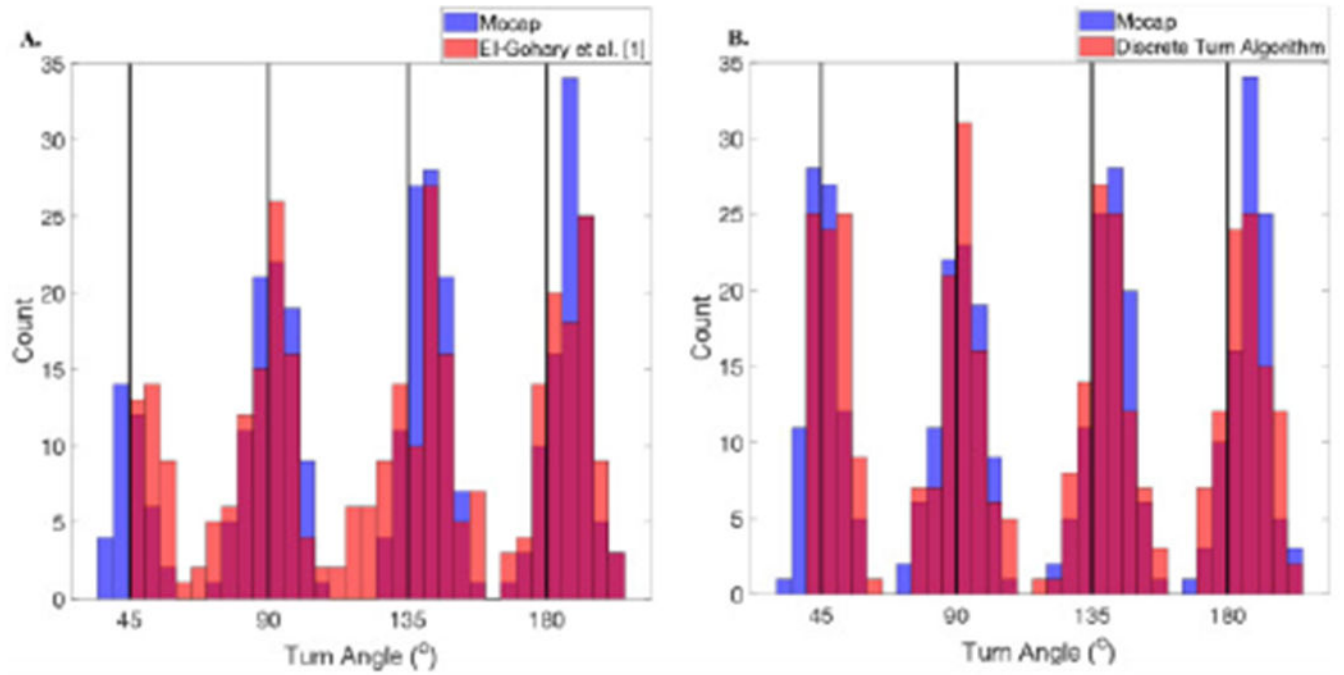 A.
Mocap
El-Gohary et al. [1]
35
30
25
20
15
10
5
0
Count
45 90 135 180
Turn Angle (°)
B.
Mocap
Discrete Turn Algorithm
35
30
25
20
15
10
5
0
Count
45 90 135 180
Turn Angle (°)